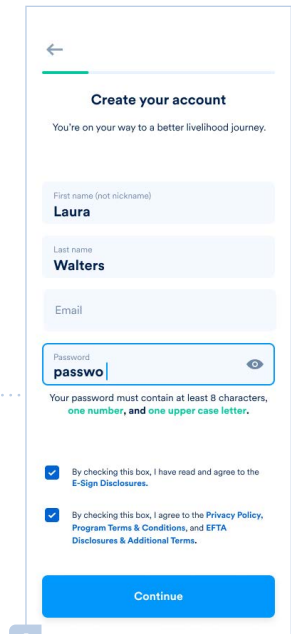 Create your account
You're on your way to a better livelihood journey.
First name (not nickname)
Laura
Last name
Walters
Email
Password
passwo
Your password must contain at least 8 characters,
one number, and one upper case letter.
By checking this box, I have read and agree to the
E-Sign Disclosures.
By checking this box, I agree to the Privacy Policy,
Program Terms & Conditions, and EFTA
Disclosures & Additional Terms.
Continue